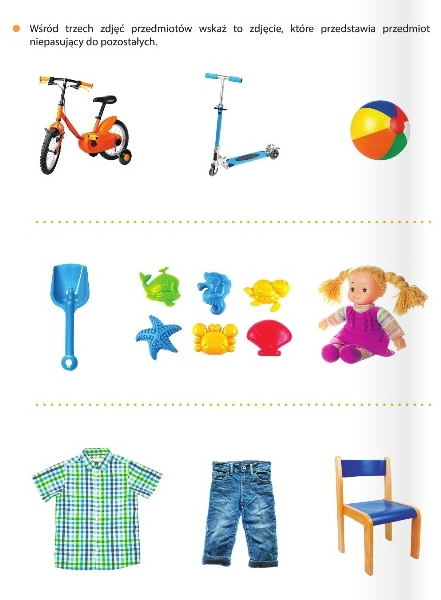 Wśród trzech zdjęć przedmiotów wskaż to zdjęcie, które przedstawia przedmiot
niepasujący do pozostałych.